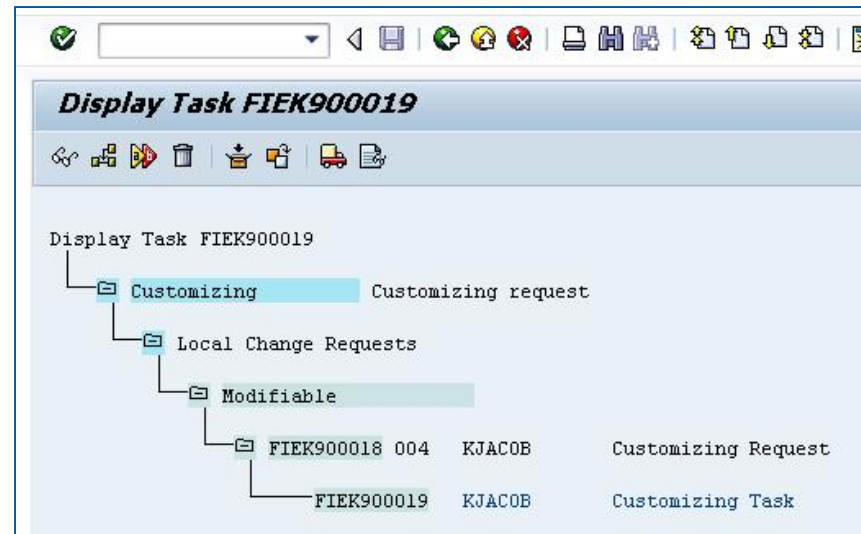 Display Task FIEK900019
Display Task FIEK900019
Customizing Customizing request
Local Change Requests
Modifiable
FIEK900018 004 KJACOB Customizing Request
FIEK900019 KJACOB Customizing Task